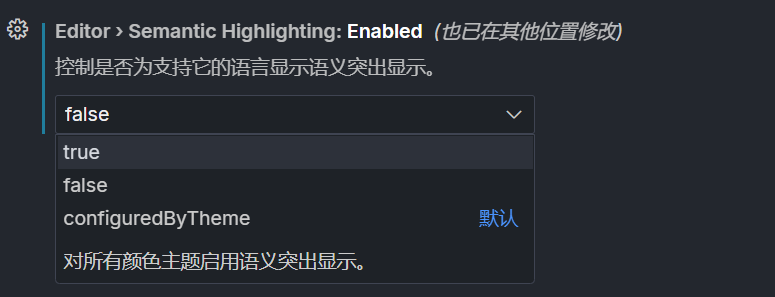 Editor › Semantic Highlighting: Enabled (也已在其他位置修改)
控制是否为支持它的语言显示语义突出显示。
false
true
false
configuredByTheme 默认
对所有颜色主题启用语义突出显示。